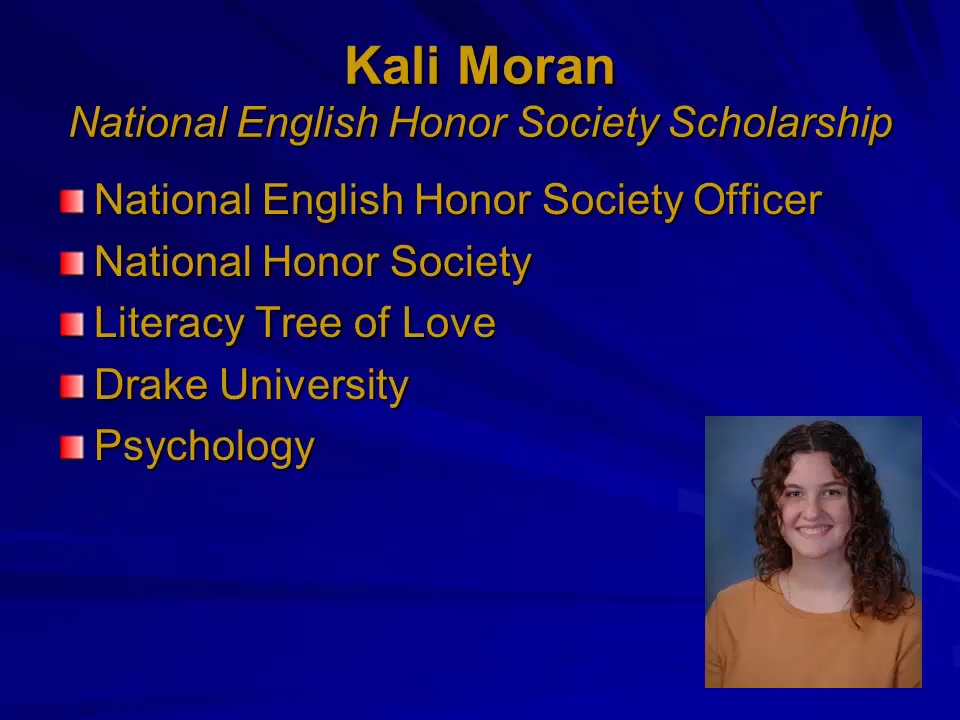 Kali Moran
National English Honor Society Scholarship
National English Honor Society Officer
National Honor Society
Literacy Tree of Love
Drake University
Psychology